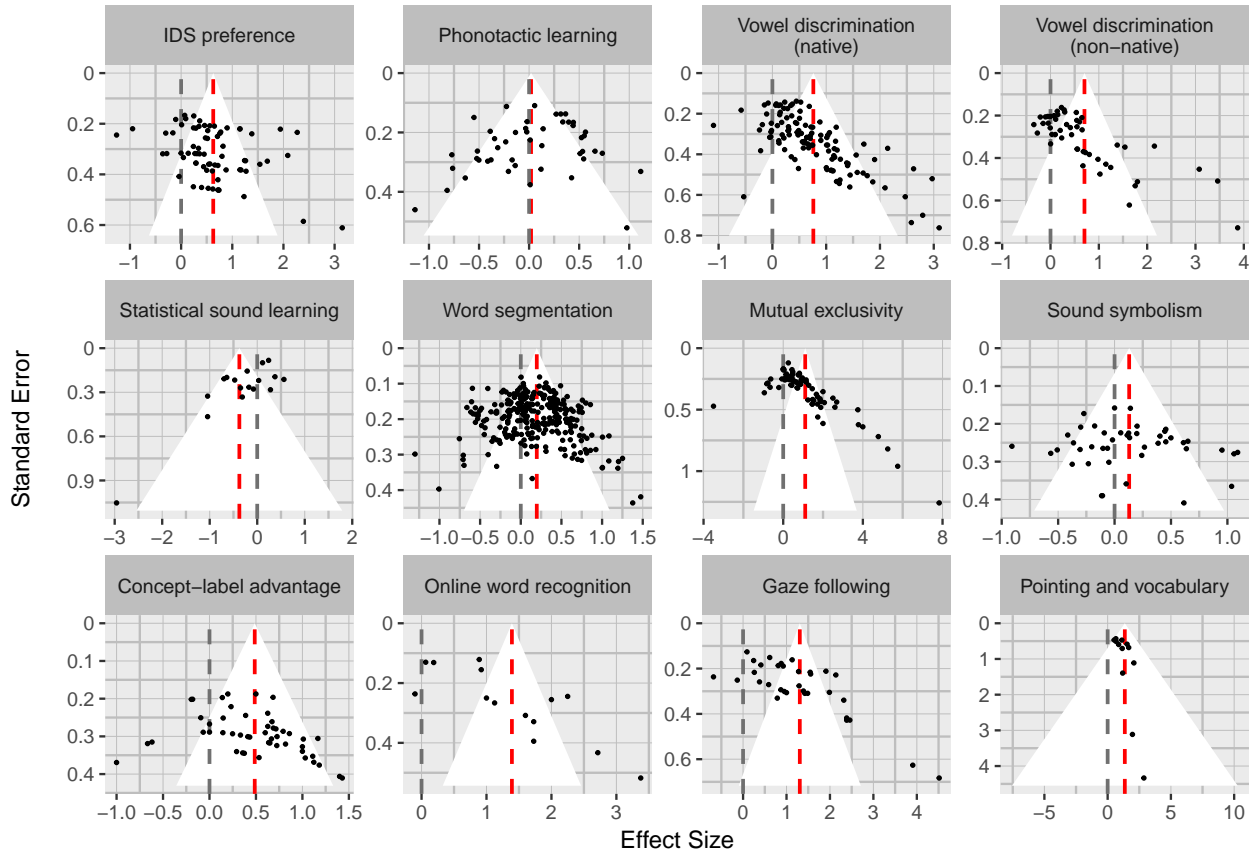 IDS preference
Phonotactic learning
Vowel discrimination
(native)
Vowel discrimination
(non−native)
0
0.2
0.4
0.6
−1 0 1 2 3
0
0.2
0.4
−1.0 −0.5 0.0 0.5 1.0
0
0.2
0.4
0.6
0.8
−1 0 1 2 3
0
0.2
0.4
0.6
0.8
−1 0 1 2 3 4
Standard Error
Statistical sound learning
Word segmentation
Mutual exclusivity
Sound symbolism
0
0.3
0.6
0.9
−3 −2 −1 0 1 2
0
0.1
0.2
0.3
0.4
−1.0 −0.5 0.0 0.5 1.0 1.5
0
0.5
1
−4 0 4 8
0
0.1
0.2
0.3
0.4
−1.0 −0.5 0.0 0.5 1.0
Concept−label advantage
Online word recognition
Gaze following
Pointing and vocabulary
0
0.1
0.2
0.3
0.4
−1.0 −0.5 0.0 0.5 1.0 1.5
0
0.2
0.4
0 1 2 3
0
0.2
0.4
0.6
0 1 2 3 4
0
1
2
3
4
−5 0 5 10
Effect Size